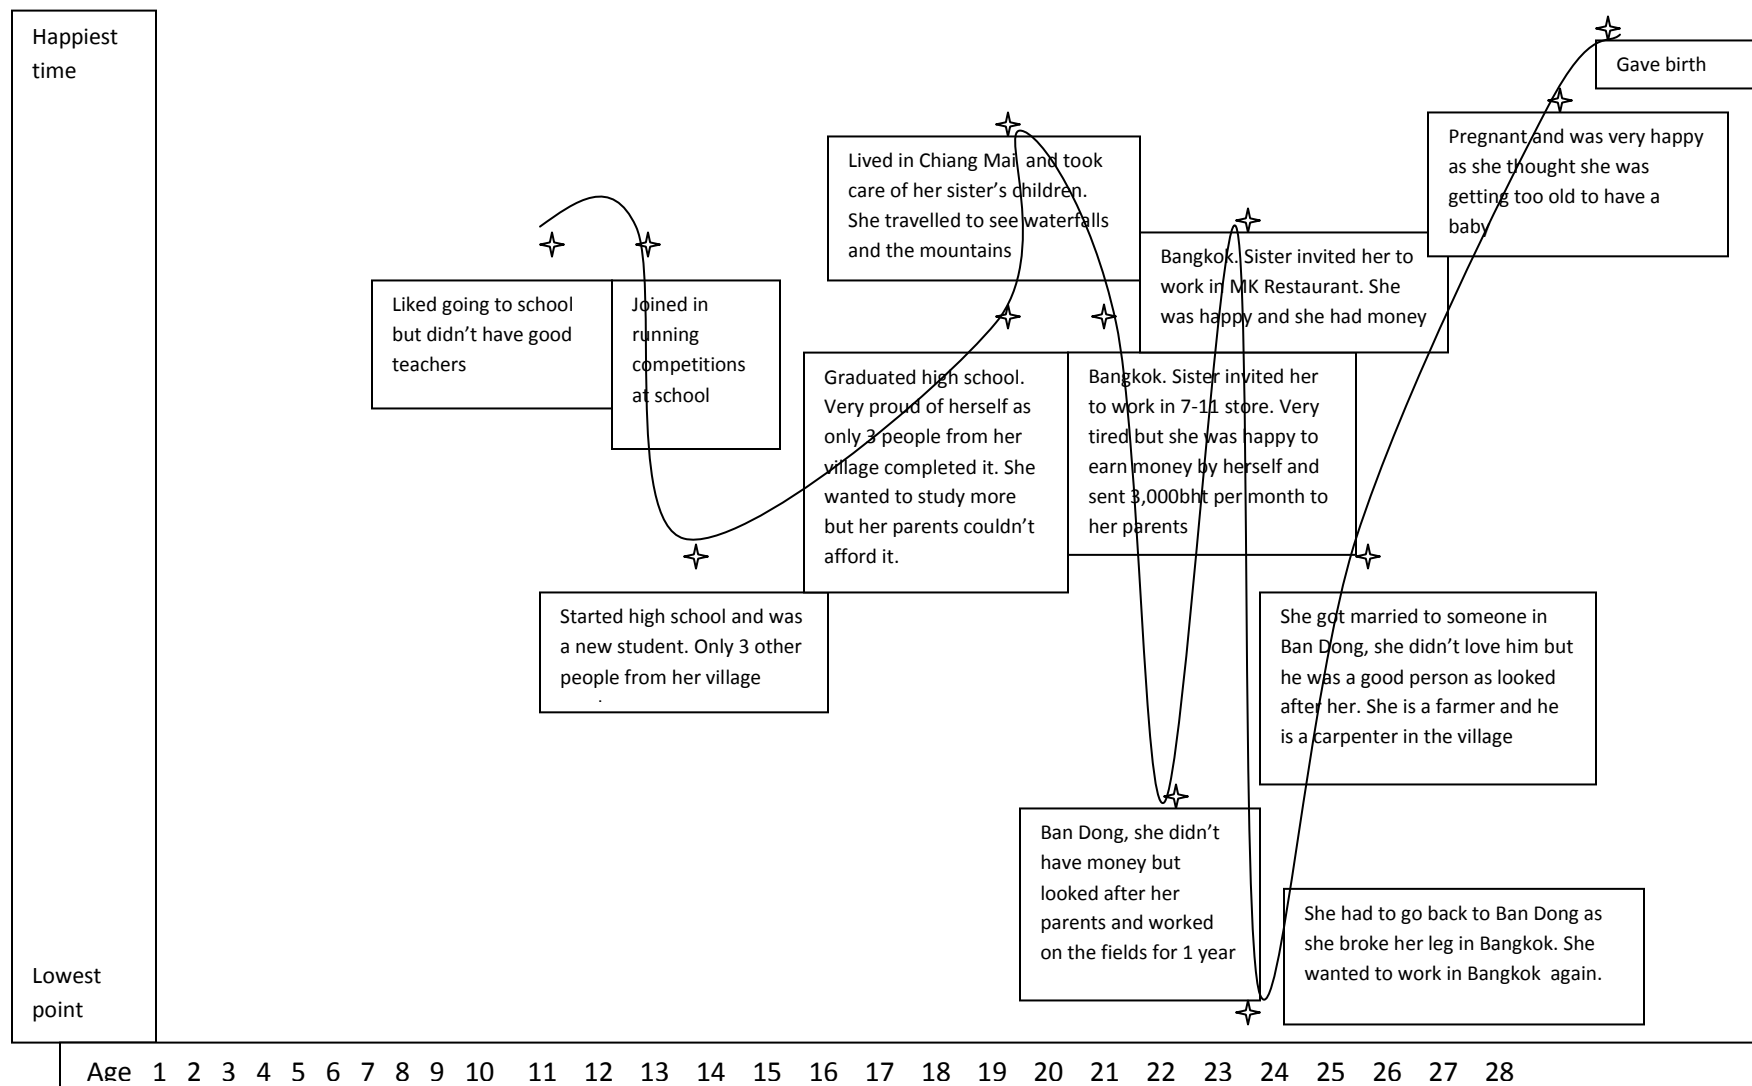 Happiest
time
Gave birth
Pregnant and was very happy
as she thought she was
getting too old to have a
baby
Lived in Chiang Mai and took
care of her sister’s children.
She travelled to see waterfalls
and the mountains
Bangkok. Sister invited her to
work in MK Restaurant. She
was happy and she had money
Liked going to school
but didn’t have good
teachers
Joined in
running
competitions
at school
Graduated high school.
Very proud of herself as
only 3 people from her
village completed it. She
wanted to study more
but her parents couldn’t
afford it.
Bangkok. Sister invited her
to work in 7-11 store. Very
tired but she was happy to
earn money by herself and
sent 3,000bht per month to
her parents
Started high school and was
a new student. Only 3 other
people from her village
She got married to someone in
Ban Dong, she didn’t love him but
he was a good person as looked
after her. She is a farmer and he
is a carpenter in the village
Ban Dong, she didn’t
have money but
looked after her
parents and worked
on the fields for 1 year
She had to go back to Ban Dong as
she broke her leg in Bangkok. She
wanted to work in Bangkok again.
Lowest
point
Age 1 2 3 4 5 6 7 8 9 10 11 12 13 14 15 16 17 18 19 20 21 22 23 24 25 26 27 28